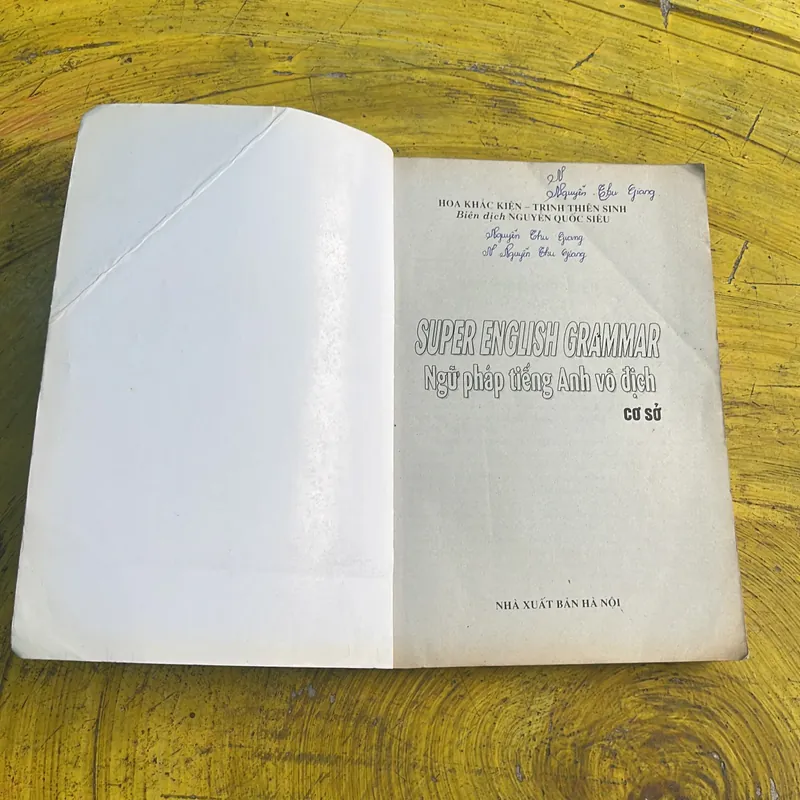 N
Nguyễn Thu Giang
HOA KHẮC KIỆN – TRỊNH THIÊN SINH
Biên dịch NGUYỄN QUỐC SIÊU
Nguyễn Thu Giang
N Nguyễn Thu Giang
SUPER ENGLISH GRAMMAR
Ngữ pháp tiếng Anh vô địch
CƠ SỞ
NHÀ XUẤT BẢN HÀ NỘI